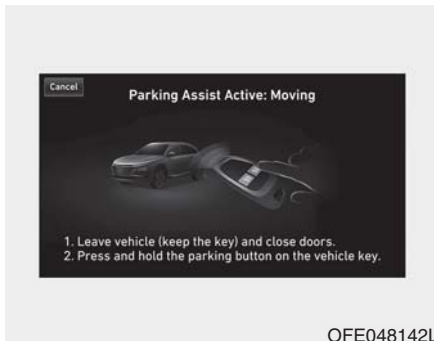 Cancel
Parking Assist Active: Moving
1. Leave vehicle (keep the key) and close doors.
2. Press and hold the parking button on the vehicle key.
OFE048142L